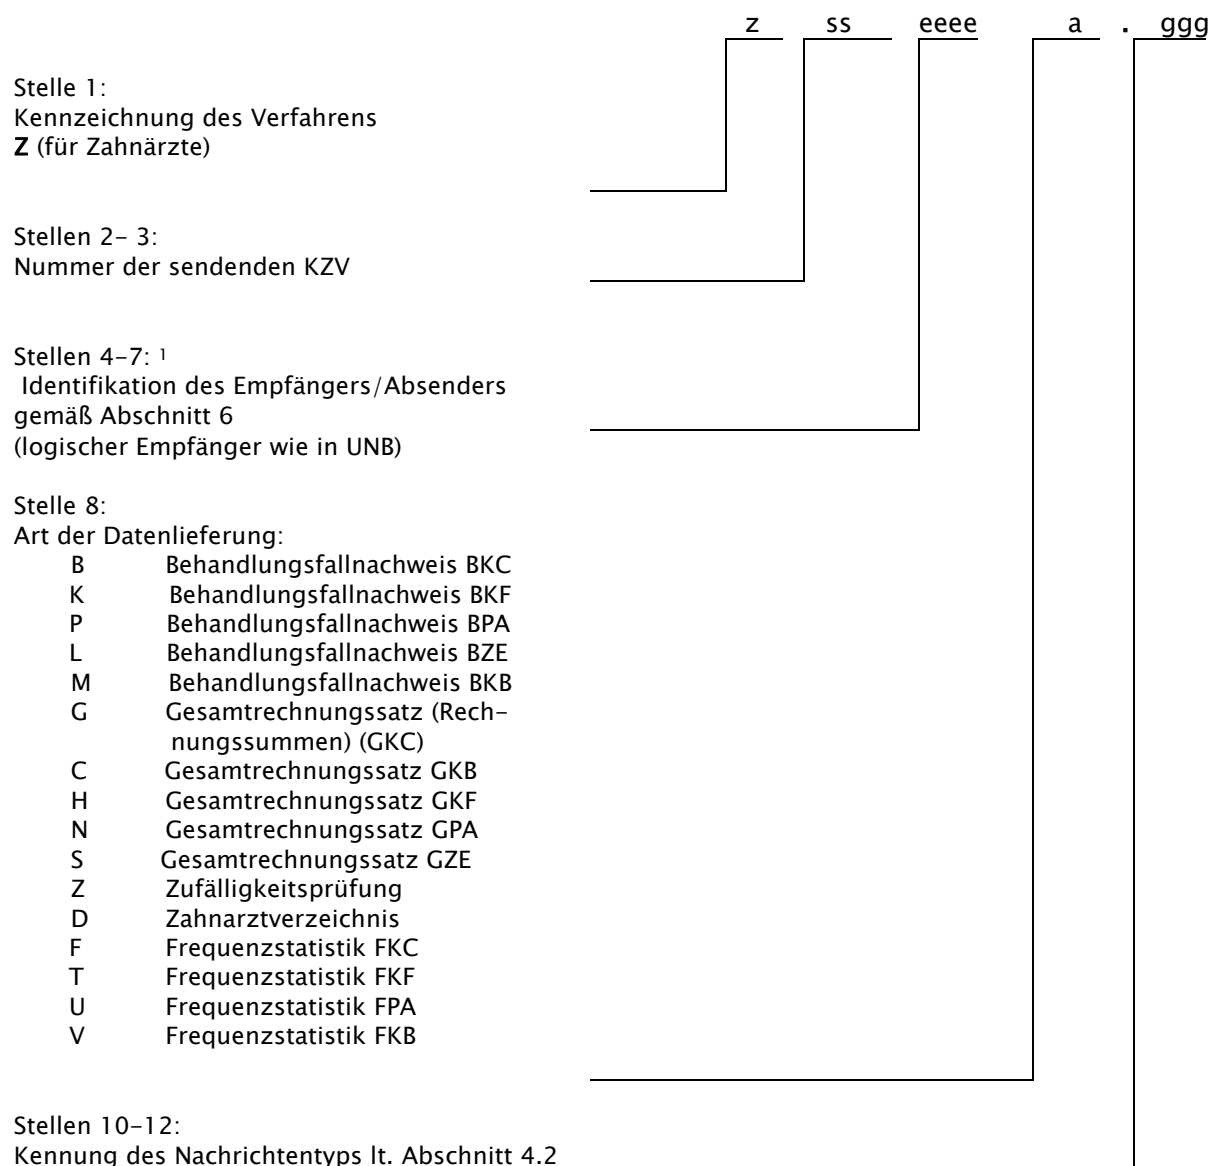 z ss eeee a . ggg
Stelle 1:
Kennzeichnung des Verfahrens
Z (für Zahnärzte)
Stellen 2- 3:
Nummer der sendenden KZV
Stellen 4-7: 1
Identifikation des Empfängers/Absenders
gemäß Abschnitt 6
(logischer Empfänger wie in UNB)
Stelle 8:
Art der Datenlieferung:
B Behandlungsfallnachweis BKC
K Behandlungsfallnachweis BKF
P Behandlungsfallnachweis BPA
L Behandlungsfallnachweis BZE
M Behandlungsfallnachweis BKB
G Gesamtrechnungssatz (Rech-
nungssummen) (GKC)
C Gesamtrechnungssatz GKB
H Gesamtrechnungssatz GKF
N Gesamtrechnungssatz GPA
S Gesamtrechnungssatz GZE
Z Zufälligkeitsprüfung
D Zahnarztverzeichnis
F Frequenzstatistik FKC
T Frequenzstatistik FKF
U Frequenzstatistik FPA
V Frequenzstatistik FKB
Stellen 10-12:
Kennung des Nachrichtentyps lt. Abschnitt 4.2